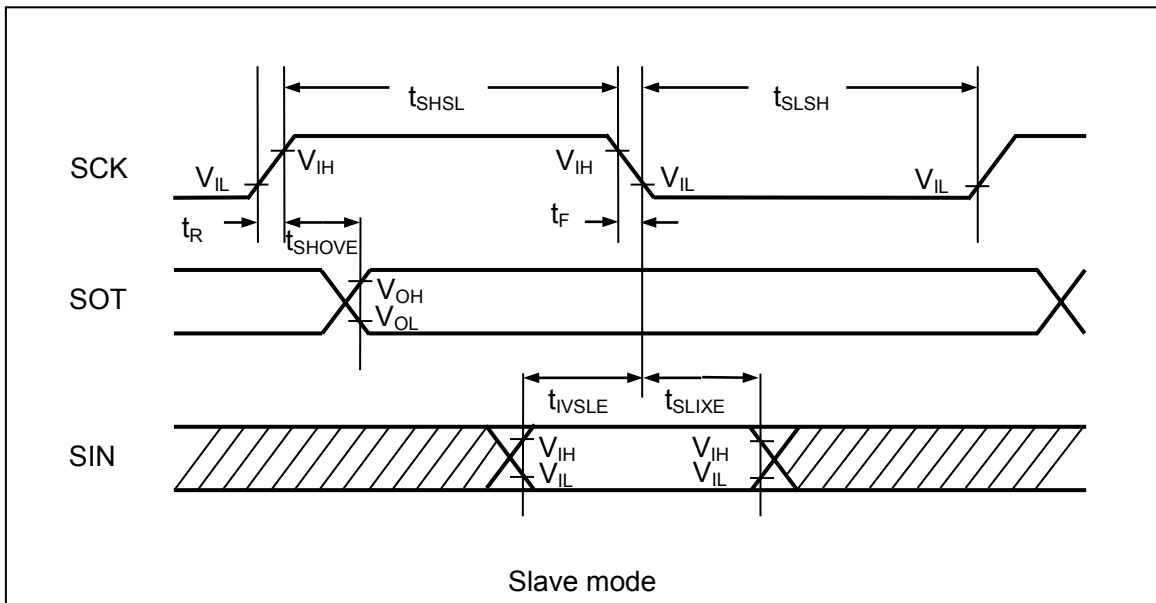 tSHSL tSLSH
SCK VIL VIH VIH VIL VIL
tR tSHOVE tF
SOT VOH
VOL
tIVSLE tSLIXE
SIN VIH VIH
VIL VIL
Slave mode